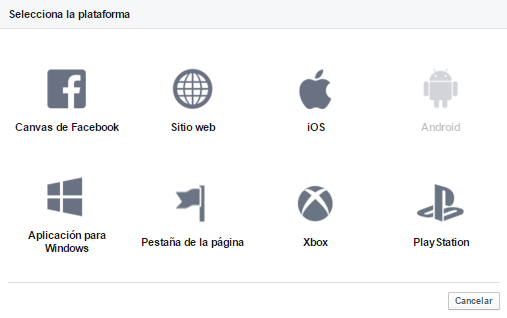 Selecciona la plataforma
Canvas de Facebook
Sitio web
iOS
Android
Aplicación para
Windows
Pestaña de la página
Xbox
PlayStation
Cancelar